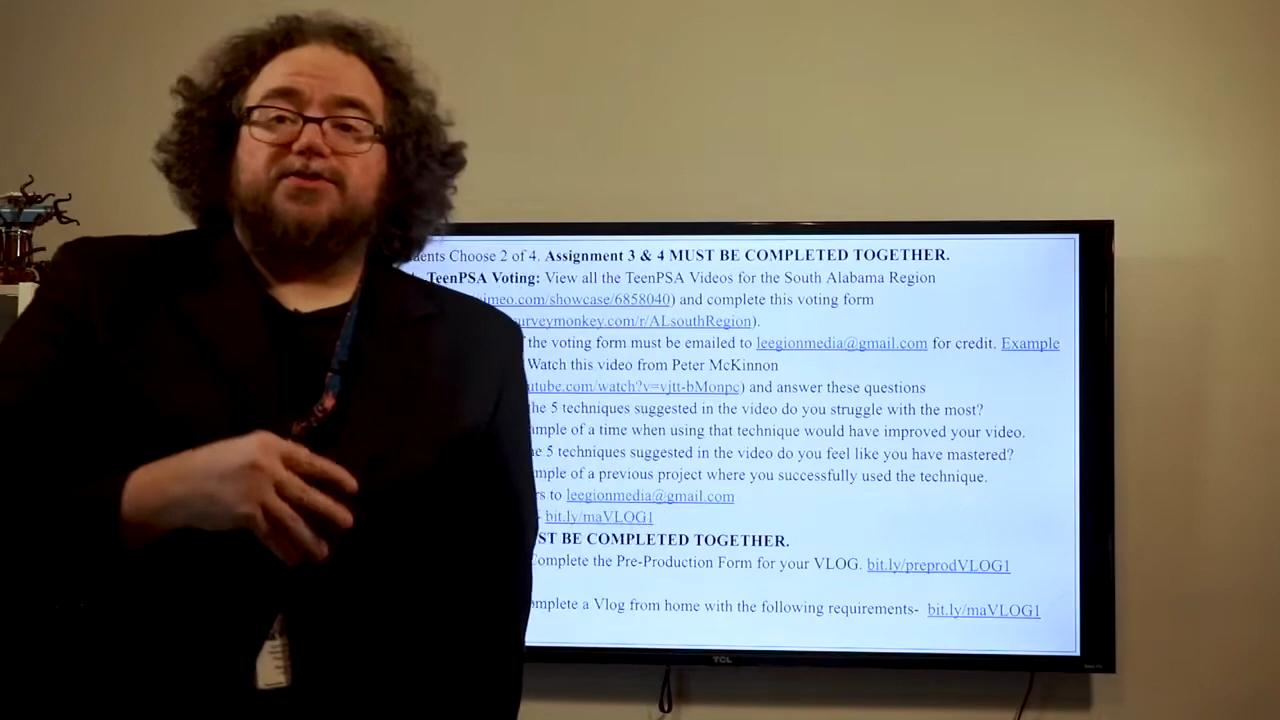 Students Choose 2 of 4. Assignment 3 & 4 MUST BE COMPLETED TOGETHER.
TeenPSA Voting: View all the TeenPSA Videos for the South Alabama Region
vimeo.com/showcase/6858040) and complete this voting form
surveymonkey.com/r/ALsouthRegion).
the voting form must be emailed to leegionmedia@gmail.com for credit. Example
Watch this video from Peter McKinnon
utube.com/watch?v=vjtt-bMonpc) and answer these questions
he 5 techniques suggested in the video do you struggle with the most?
mple of a time when using that technique would have improved your video.
e 5 techniques suggested in the video do you feel like you have mastered?
mple of a previous project where you successfully used the technique.
rs to leegionmedia@gmail.com
- bit.ly/maVLOG1
ST BE COMPLETED TOGETHER.
Complete the Pre-Production Form for your VLOG. bit.ly/preprodVLOG1
omplete a Vlog from home with the following requirements- bit.ly/maVLOG1
TCL